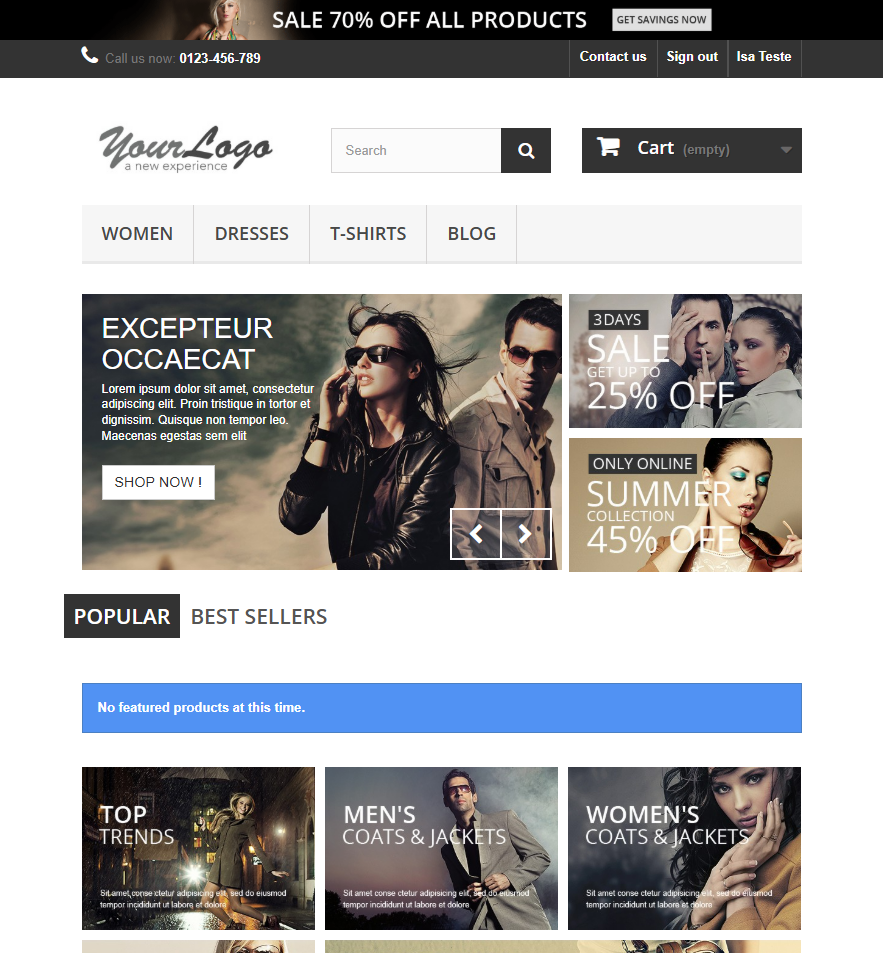 SALE 70% OFF ALL PRODUCTS
GET SAVINGS NOW
Call us now: 0123-456-789
Contact us
Sign out
Isa Teste
YourLogo
a new experience
Search
Cart (empty)
WOMEN
DRESSES
T-SHIRTS
BLOG
EXCEPTEUR
OCCAECAT
Lorem ipsum dolor sit amet, consectetur
adipiscing elit. Proin tristique in tortor et
dignissim. Quisque non tempor leo.
Maecenas egestas sem elit
SHOP NOW !
3 DAYS
SALE
GET UP TO
25% OFF
ONLY ONLINE
SUMMER
COLLECTION
45% OFF
POPULAR
BEST SELLERS
No featured products at this time.
TOP
TRENDS
Sit amet conse ctetur adipisicing elit, sed do eiusmod
tempor incididunt ut labore et dolore
MEN'S
COATS & JACKETS
Sit amet conse ctetur adipisicing elit, sed do eiusmod
tempor incididunt ut labore et dolore
WOMEN'S
COATS & JACKETS
Sit amet conse ctetur adipisicing elit, sed do eiusmod
tempor incididunt ut labore et dolore